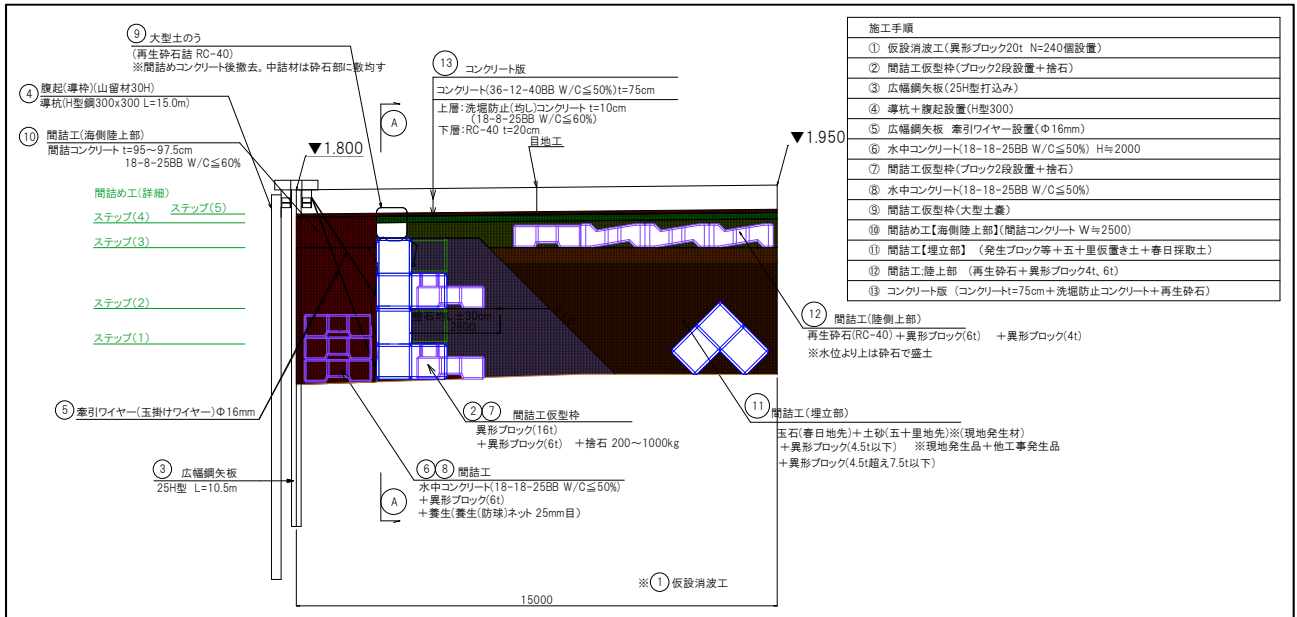 ⑨ 大型土のう
(再生砕石詰 RC-40)
※間詰めコンクリート後撤去。中詰材は砕石部に敷均す
④ 腹起(導枠)(山留材30H)
導杭(H型鋼300x300 L=15.0m)
⑩ 間詰工(海側陸上部)
間詰コンクリート t=95～97.5cm
18-8-25BB W/C≦60%
⑬ コンクリート版
コンクリート(36-12-40BB W/C≦50%)t=75cm
上層:洗堀防止(均し)コンクリート t=10cm
(18-8-25BB W/C≦60%)
下層:RC-40 t=20cm
目地工
A
▼1.800
▼1.950
間詰め工(詳細)
ステップ(5)
ステップ(4)
ステップ(3)
ステップ(2)
ステップ(1)
捨石均し±30cm
2800
⑤ 牽引ワイヤー(玉掛けワイヤー)Φ16mm
③ 広幅鋼矢板
25H型 L=10.5m
②⑦ 間詰工仮型枠
異形ブロック(16t)
+異形ブロック(6t) +捨石 200～1000kg
⑥⑧ 間詰工
水中コンクリート(18-18-25BB W/C≦50%)
+異形ブロック(6t)
+養生(養生(防球)ネット 25mm目)
A
⑫ 間詰工(陸側上部)
再生砕石(RC-40)+異形ブロック(6t) +異形ブロック(4t)
※水位より上は砕石で盛土
⑪ 間詰工(埋立部)
玉石(春日地先)+土砂(五十里地先)※(現地発生材)
+異形ブロック(4.5t以下) ※現地発生品+他工事発生品
+異形ブロック(4.5t超え7.5t以下)
※① 仮設消波工
15000
施工手順
① 仮設消波工(異形ブロック20t N=240個設置)
② 間詰工仮型枠(ブロック2段設置+捨石)
③ 広幅鋼矢板(25H型打込み)
④ 導杭+腹起設置(H型300)
⑤ 広幅鋼矢板 牽引ワイヤー設置(Φ16mm)
⑥ 水中コンクリート(18-18-25BB W/C≦50%) H≒2000
⑦ 間詰工仮型枠(ブロック2段設置+捨石)
⑧ 水中コンクリート(18-18-25BB W/C≦50%)
⑨ 間詰工仮型枠(大型土嚢)
⑩ 間詰め工【海側陸上部】(間詰コンクリート W≒2500)
⑪ 間詰工【埋立部】 (発生ブロック等+五十里仮置き土+春日採取土)
⑫ 間詰工:陸上部 (再生砕石+異形ブロック4t、6t)
⑬ コンクリート版 (コンクリートt=75cm+洗堀防止コンクリート+再生砕石)